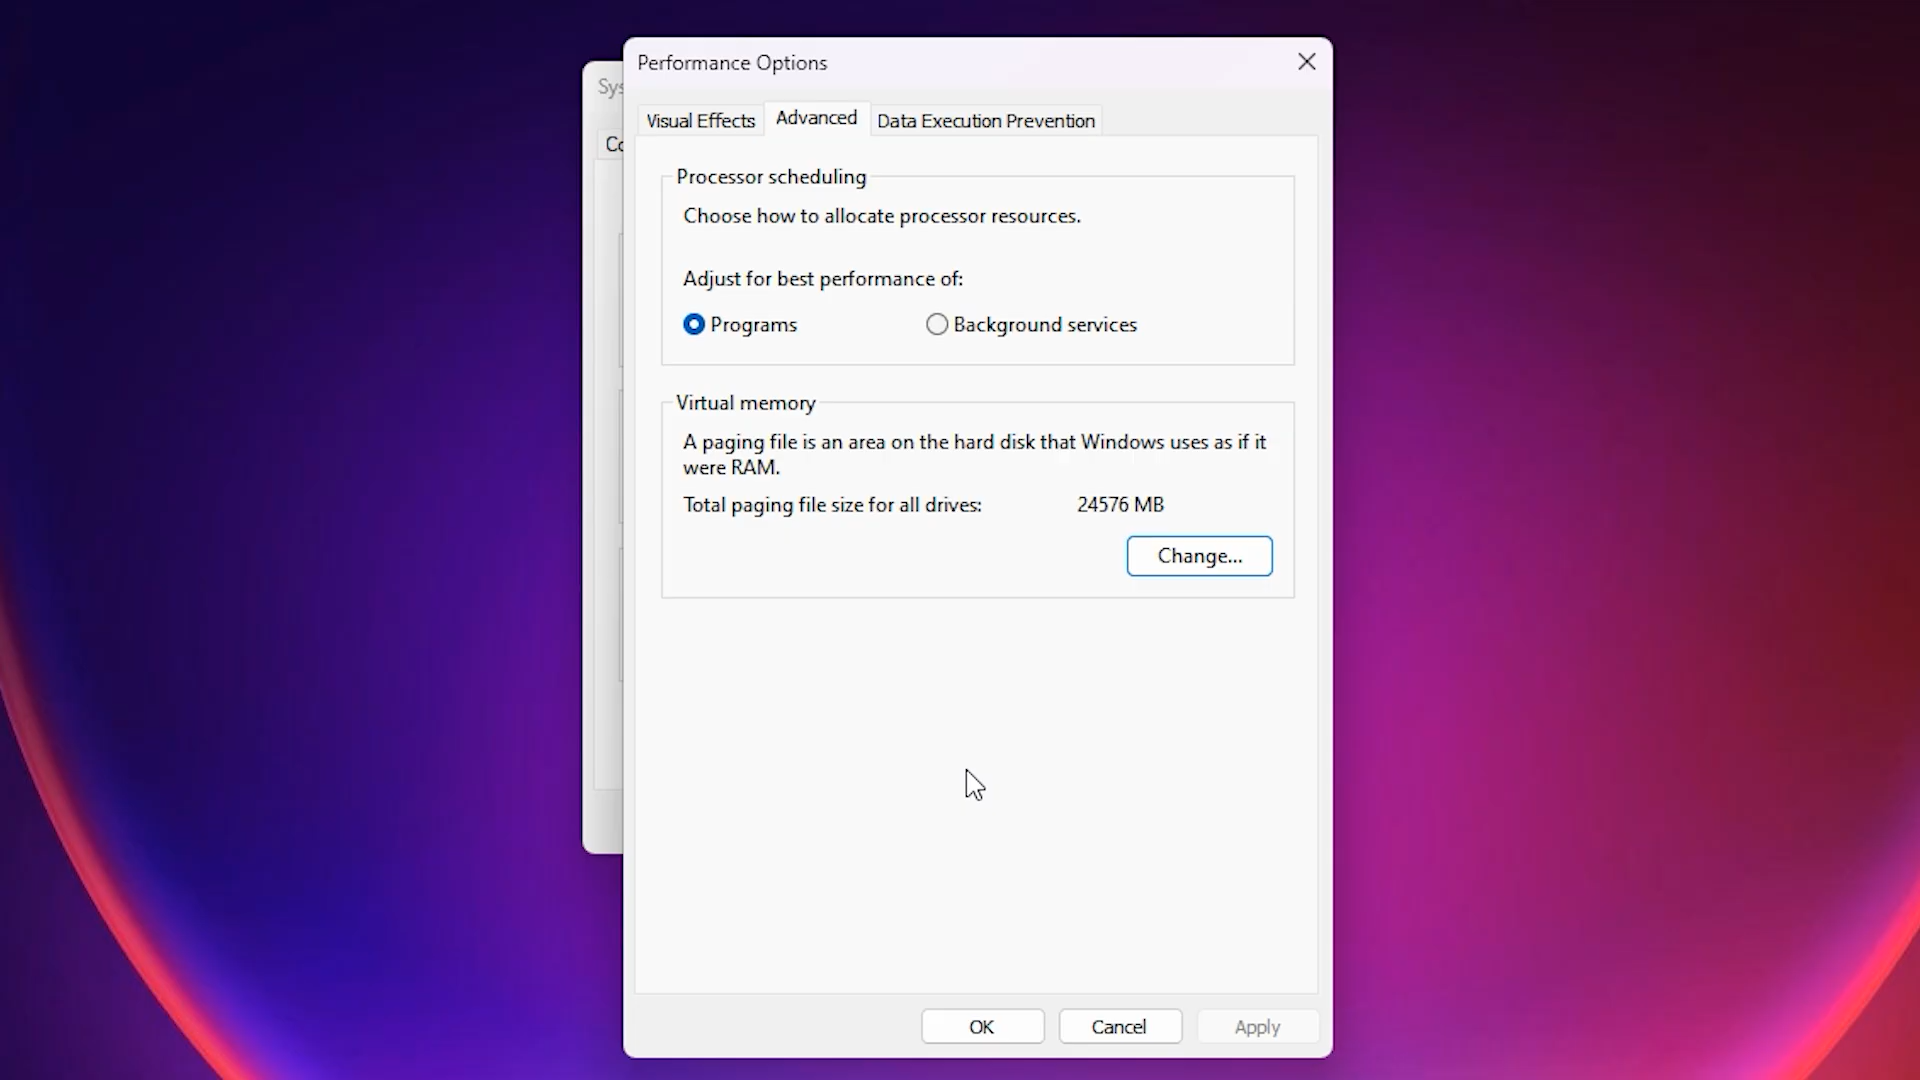 Performance Options
Sys
Co
Visual Effects
Advanced
Data Execution Prevention
Processor scheduling
Choose how to allocate processor resources.
Adjust for best performance of:
Programs
Background services
Virtual memory
A paging file is an area on the hard disk that Windows uses as if it
were RAM.
Total paging file size for all drives:
24576 MB
Change...
OK
Cancel
Apply